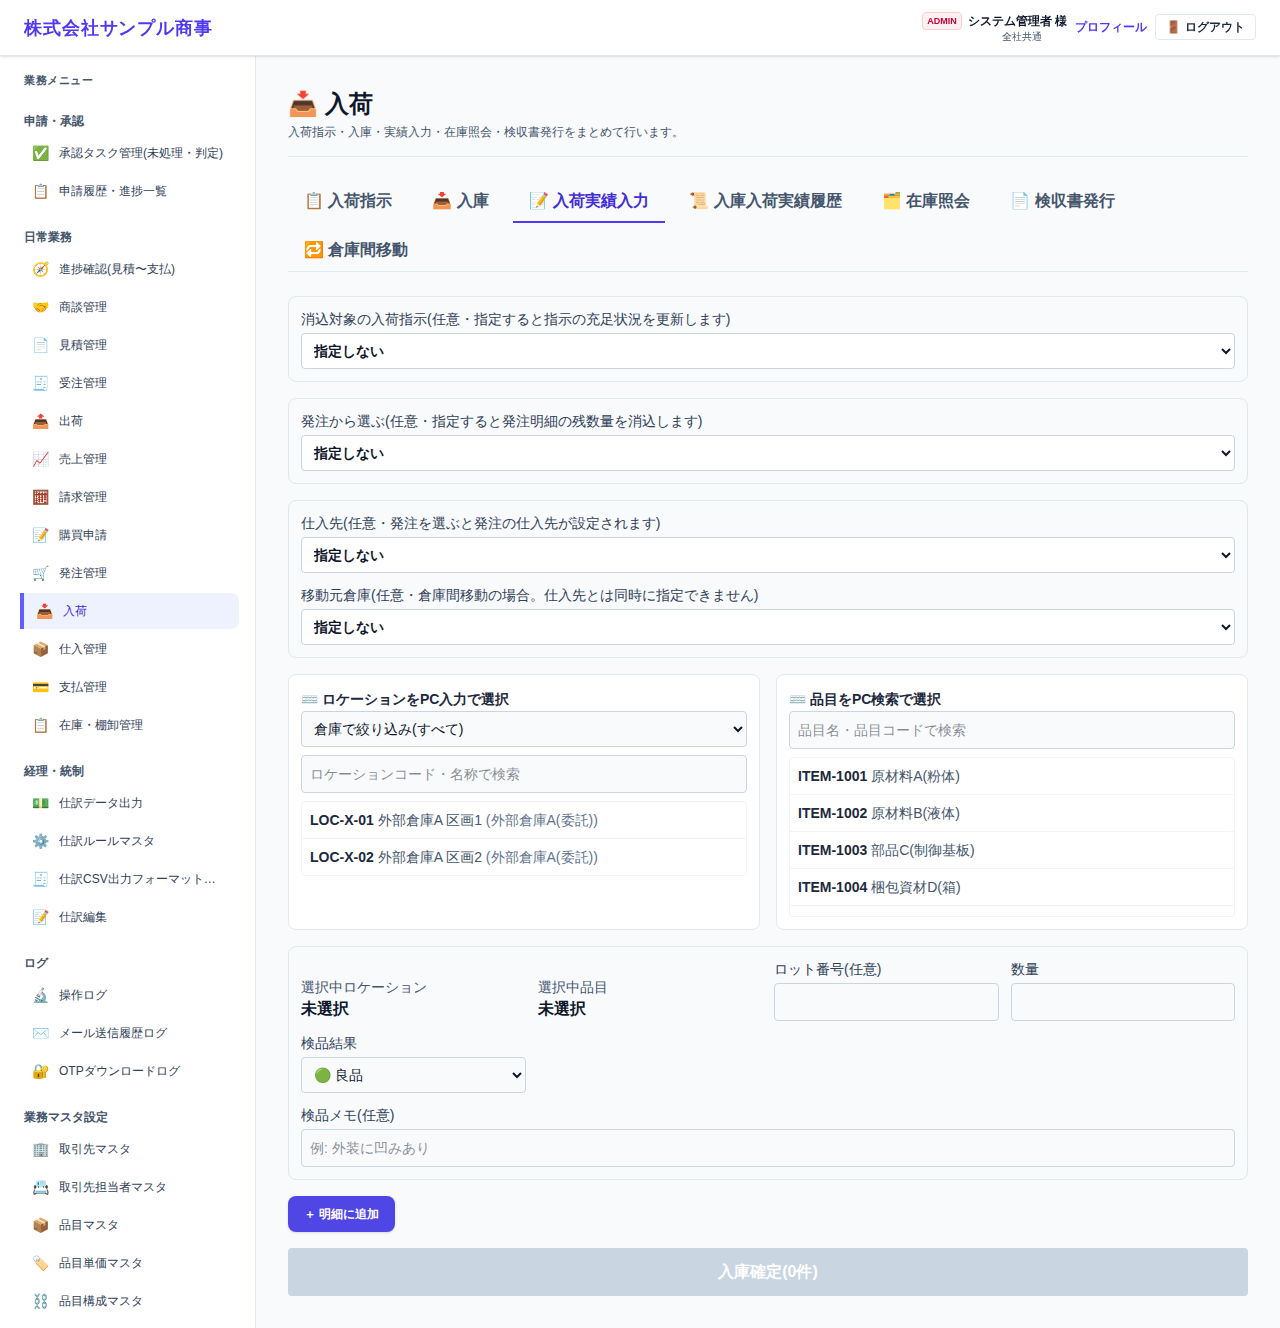 株式会社サンプル商事
ADMIN システム管理者 様
全社共通
プロフィール
🚪 ログアウト
業務メニュー
申請・承認
✅ 承認タスク管理(未処理・判定)
📋 申請履歴・進捗一覧
日常業務
🧭 進捗確認(見積〜支払)
🤝 商談管理
📄 見積管理
🧾 受注管理
📤 出荷
📈 売上管理
🧮 請求管理
📝 購買申請
🛒 発注管理
📥 入荷
📦 仕入管理
💳 支払管理
📋 在庫・棚卸管理
経理・統制
💵 仕訳データ出力
⚙️ 仕訳ルールマスタ
🧾 仕訳CSV出力フォーマット…
📝 仕訳編集
ログ
🔬 操作ログ
✉️ メール送信履歴ログ
🔐 OTPダウンロードログ
業務マスタ設定
🏢 取引先マスタ
📇 取引先担当者マスタ
📦 品目マスタ
🏷️ 品目単価マスタ
⛓️ 品目構成マスタ
📥 入荷
入荷指示・入庫・実績入力・在庫照会・検収書発行をまとめて行います。
📋 入荷指示
📥 入庫
📝 入荷実績入力
📜 入庫入荷実績履歴
🗂️ 在庫照会
📄 検収書発行
🔁 倉庫間移動
消込対象の入荷指示(任意・指定すると指示の充足状況を更新します)
指定しない
発注から選ぶ(任意・指定すると発注明細の残数量を消込します)
指定しない
仕入先(任意・発注を選ぶと発注の仕入先が設定されます)
指定しない
移動元倉庫(任意・倉庫間移動の場合。仕入先とは同時に指定できません)
指定しない
⌨️ ロケーションをPC入力で選択
倉庫で絞り込み(すべて)
ロケーションコード・名称で検索
LOC-X-01 外部倉庫A 区画1 (外部倉庫A(委託))
LOC-X-02 外部倉庫A 区画2 (外部倉庫A(委託))
⌨️ 品目をPC検索で選択
品目名・品目コードで検索
ITEM-1001 原材料A(粉体)
ITEM-1002 原材料B(液体)
ITEM-1003 部品C(制御基板)
ITEM-1004 梱包資材D(箱)
選択中ロケーション
未選択
選択中品目
未選択
ロット番号(任意)
数量
検品結果
🟢 良品
検品メモ(任意)
例: 外装に凹みあり
＋ 明細に追加
入庫確定(0件)